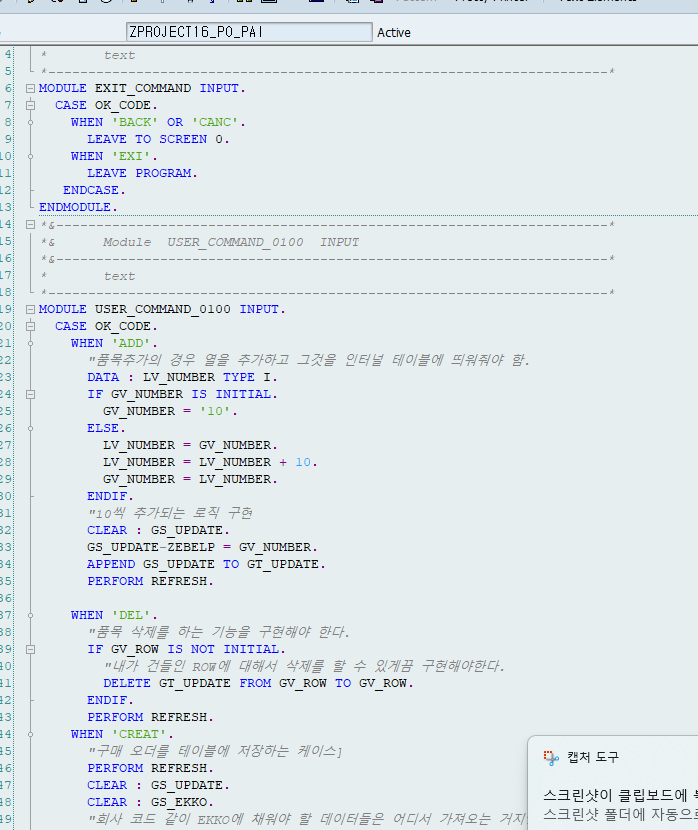 ZPROJECT16_PO_PAI Active
4 * text
5 *----------------------------------------------------------------------*
6 MODULE EXIT_COMMAND INPUT.
7 CASE OK_CODE.
8 WHEN 'BACK' OR 'CANC'.
9 LEAVE TO SCREEN 0.
10 WHEN 'EXI'.
11 LEAVE PROGRAM.
12 ENDCASE.
13 ENDMODULE.
14 *&---------------------------------------------------------------------*
15 *& Module USER_COMMAND_0100 INPUT
16 *&---------------------------------------------------------------------*
17 * text
18 *----------------------------------------------------------------------*
19 MODULE USER_COMMAND_0100 INPUT.
20 CASE OK_CODE.
21 WHEN 'ADD'.
22 "품목추가의 경우 열을 추가하고 그것을 인터널 테이블에 띄워줘야 함.
23 DATA : LV_NUMBER TYPE I.
24 IF GV_NUMBER IS INITIAL.
25 GV_NUMBER = '10'.
26 ELSE.
27 LV_NUMBER = GV_NUMBER.
28 LV_NUMBER = LV_NUMBER + 10.
29 GV_NUMBER = LV_NUMBER.
30 ENDIF.
31 "10씩 추가되는 로직 구현
32 CLEAR : GS_UPDATE.
33 GS_UPDATE-ZEBELP = GV_NUMBER.
34 APPEND GS_UPDATE TO GT_UPDATE.
35 PERFORM REFRESH.
36
37 WHEN 'DEL'.
38 "품목 삭제를 하는 기능을 구현해야 한다.
39 IF GV_ROW IS NOT INITIAL.
40 "내가 건들인 ROW에 대해서 삭제를 할 수 있게끔 구현해야한다.
41 DELETE GT_UPDATE FROM GV_ROW TO GV_ROW.
42 ENDIF.
43 PERFORM REFRESH.
44 WHEN 'CREAT'.
45 "구매 오더를 테이블에 저장하는 케이스]
46 PERFORM REFRESH.
47 CLEAR : GS_UPDATE.
48 CLEAR : GS_EKKO.
49 "회사 코드 같이 EKKO에 채워야 할 데이터들은 어디서 가져오는 거지
캡처 도구
스크린샷이 클립보드에
스크린샷 폴더에 자동으로